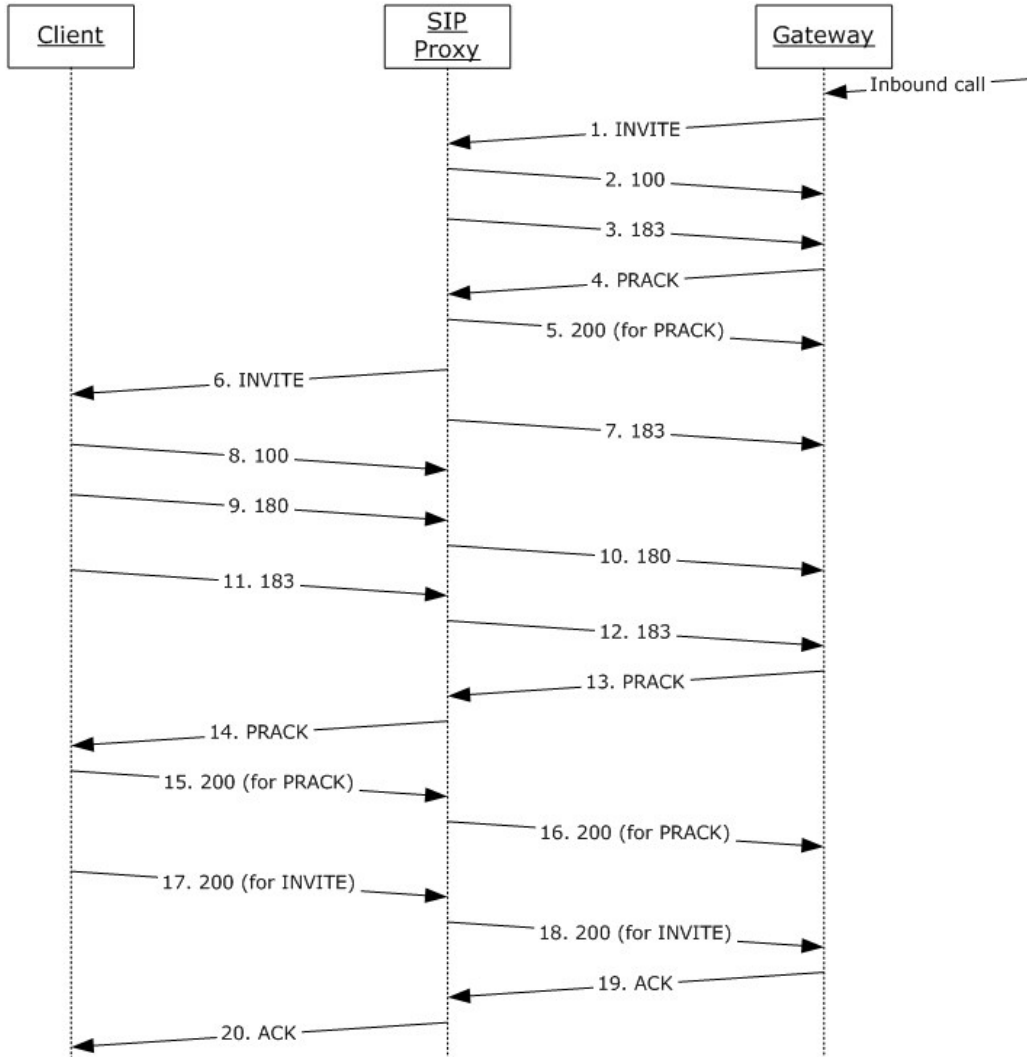 Client
SIP
Proxy
Gateway
Inbound call
1. INVITE
2. 100
3. 183
4. PRACK
5. 200 (for PRACK)
6. INVITE
7. 183
8. 100
9. 180
10. 180
11. 183
12. 183
13. PRACK
14. PRACK
15. 200 (for PRACK)
16. 200 (for PRACK)
17. 200 (for INVITE)
18. 200 (for INVITE)
19. ACK
20. ACK